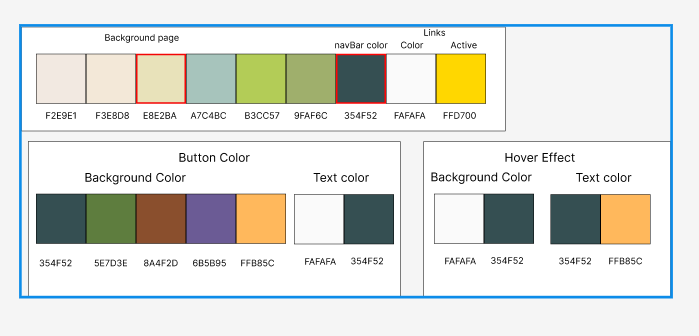 Links
Background page
navBar color Color Active
F2E9E1 F3E8D8 E8E2BA A7C4BC B3CC57 9FAF6C 354F52 FAFAFA FFD700
Button Color
Background Color Text color
354F52 5E7D3E 8A4F2D 6B5B95 FFB85C FAFAFA 354F52
Hover Effect
Background Color Text color
FAFAFA 354F52 354F52 FFB85C